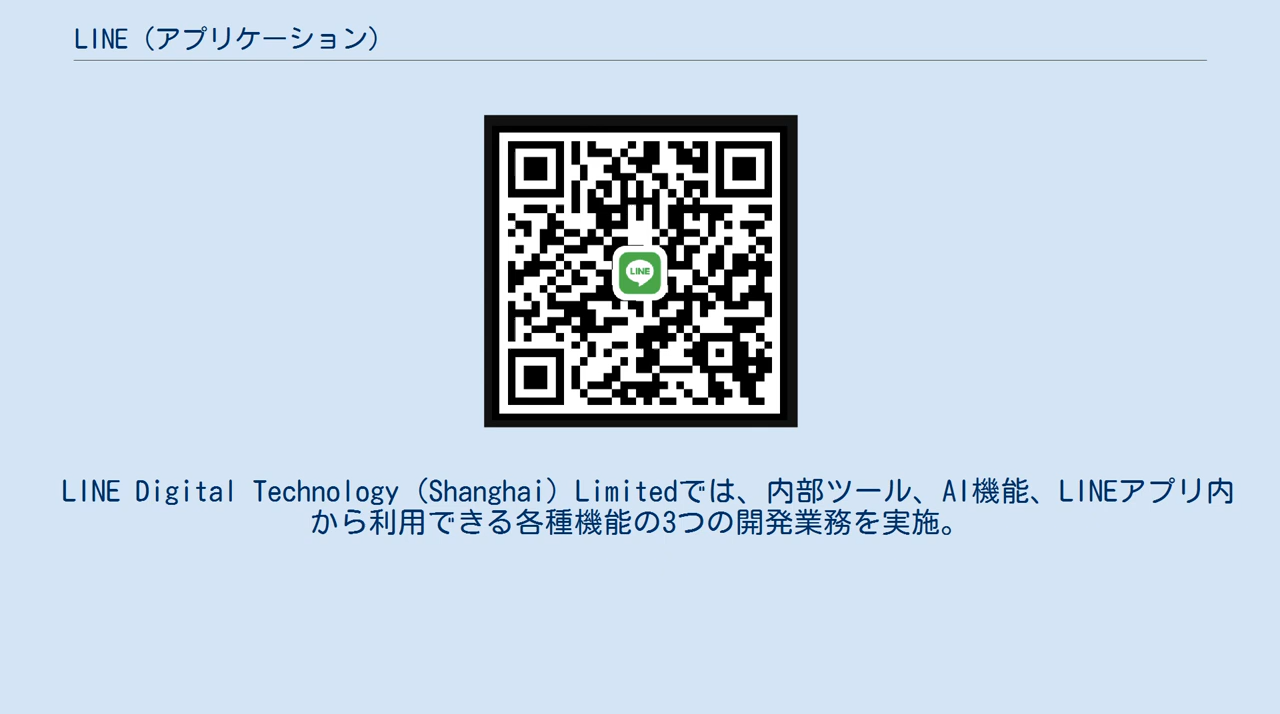 LINE（アプリケーション）
LINE
LINE Digital Technology（Shanghai）Limitedでは、内部ツール、AI機能、LINEアプリ内
から利用できる各種機能の3つの開発業務を実施。